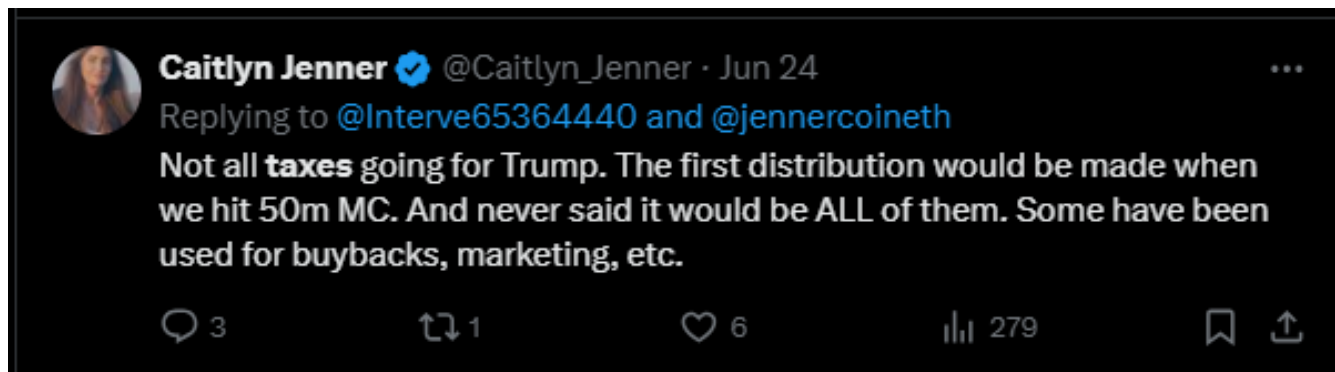 Caitlyn Jenner @Caitlyn_Jenner · Jun 24
Replying to @Interve65364440 and @jennercoineth
Not all taxes going for Trump. The first distribution would be made when
we hit 50m MC. And never said it would be ALL of them. Some have been
used for buybacks, marketing, etc.
3 1 6 279